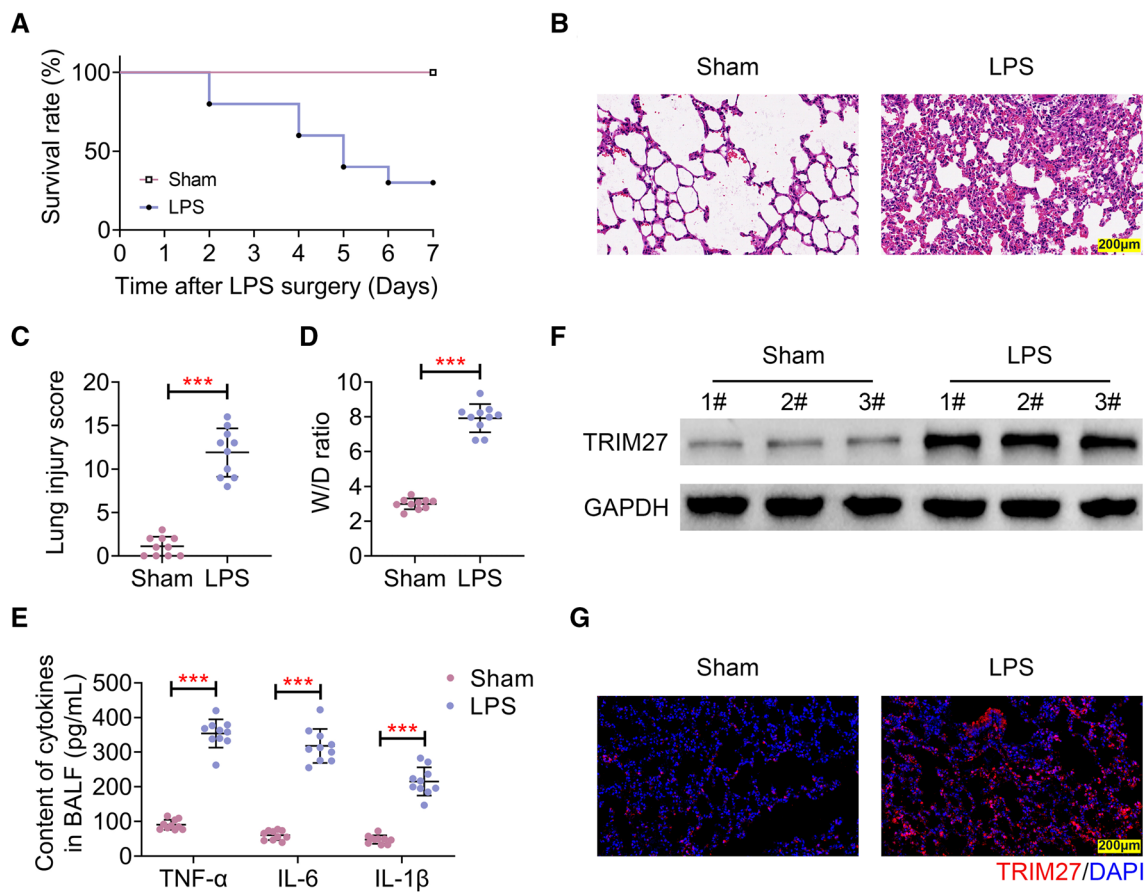 A
Survival rate (%)
100
50
0
Sham
LPS
0 1 2 3 4 5 6 7
Time after LPS surgery (Days)
B
Sham LPS
200μm
C
Lung injury score
20
15
10
5
0
***
Sham LPS
D
W/D ratio
10
8
6
4
2
0
***
Sham LPS
E
Content of cytokines
in BALF (pg/mL)
500
400
300
200
100
0
*** *** ***
Sham
LPS
TNF-α IL-6 IL-1β
F
Sham LPS
1# 2# 3# 1# 2# 3#
TRIM27
GAPDH
G
Sham LPS
200μm
TRIM27/DAPI